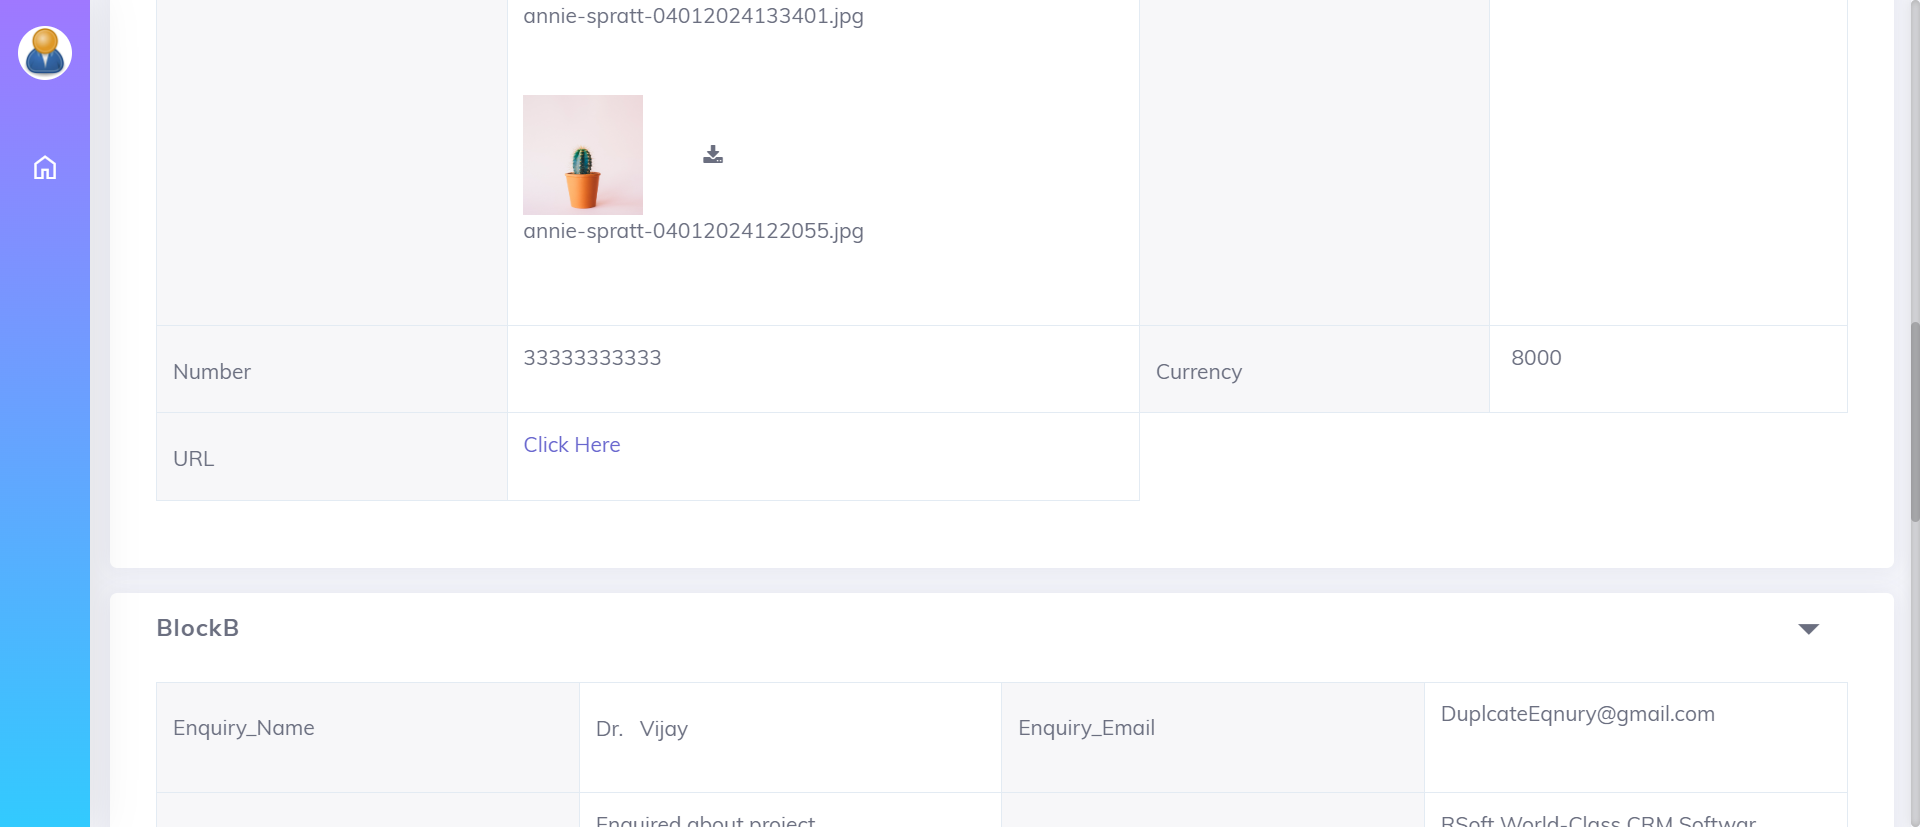 annie-spratt-04012024133401.jpg
annie-spratt-04012024122055.jpg
Number
33333333333
Currency
8000
URL
Click Here
BlockB
Enquiry_Name
Dr. Vijay
Enquiry_Email
DuplcateEqnury@gmail.com
Enquired about project
RSoft World-Class CRM Softwar